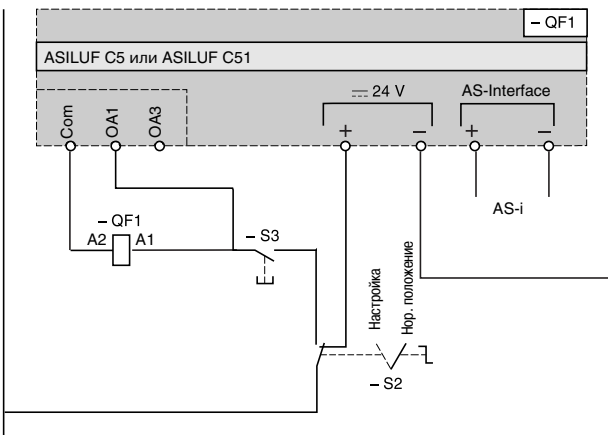 – QF1
ASILUF C5 или ASILUF C51
24 V
AS-Interface
Com
OA1
OA3
+
–
+
–
AS-i
– QF1
A2
A1
– S3
Настройка
Нор. положение
– S2